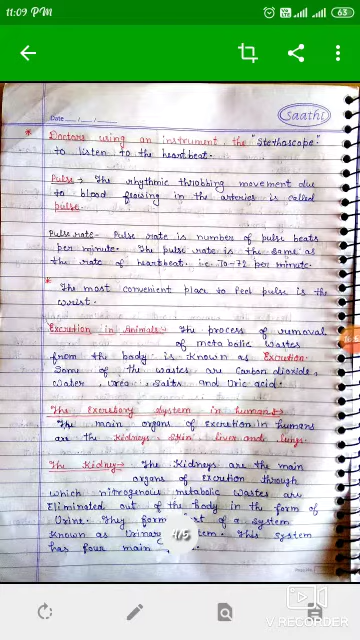 11:09 PM
63
Date
Saathi
* Doctors using an instrument the "Stethoscope"
to listen to the heartbeat.
Pulse → The rhythmic throbbing movement due
to blood flowing in the arteries is called
pulse
Pulse rate - Pulse rate is number of pulse beats
per minute. The pulse rate is the same as
the rate of heartbeat. i.e. 70-72 per minute.
* The most convenient place to feel pulse is the
wrist.
Excretion in Animals → The process of removal
of metabolic wastes
from the body is known as Excretion.
Some of the wastes are Carbon dioxide,
Water, Urea, Salts and Uric acid.
The Excretory System in humans →
The main organs of Excretion in humans
are the Kidneys, Skin, liver and lungs.
The Kidney → The Kidneys are the main
organs of Excrution through
which nitrogenous metabolic wastes are
Eliminated out of the body in the form of
Urine. They form of a system
known as Urinary This system
has four main
4/5
V RECORDER